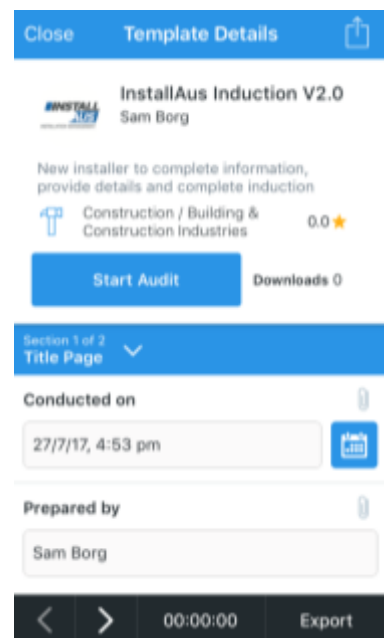 Close Template Details
InstallAus Induction V2.0
INSTALL
AUS
Sam Borg
New installer to complete information,
provide details and complete induction
Construction / Building &
Construction Industries
0.0
Start Audit
Downloads 0
Section 1 of 2
Title Page
Conducted on
27/7/17, 4:53 pm
Prepared by
Sam Borg
00:00:00
Export